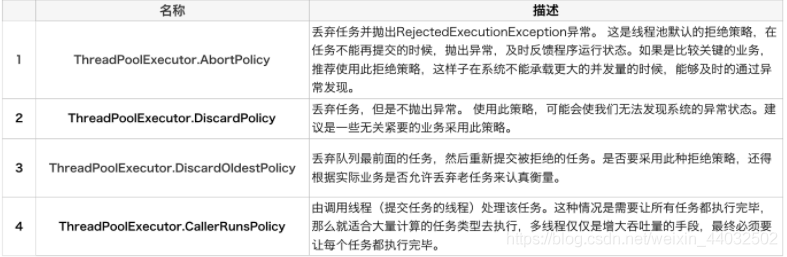 名称 描述
1 ThreadPoolExecutor.AbortPolicy 丢弃任务并抛出RejectedExecutionException异常。 这是线程池默认的拒绝策略，在
任务不能再提交的时候，抛出异常，及时反馈程序运行状态。如果是比较关键的业务，
推荐使用此拒绝策略，这样子在系统不能承载更大的并发量的时候，能够及时的通过异
常发现。
2 ThreadPoolExecutor.DiscardPolicy 丢弃任务，但是不抛出异常。 使用此策略，可能会使我们无法发现系统的异常状态。建
议是一些无关紧要的业务采用此策略。
3 ThreadPoolExecutor.DiscardOldestPolicy 丢弃队列最前面的任务，然后重新提交被拒绝的任务。是否要采用此种拒绝策略，还得
根据实际业务是否允许丢弃老任务来认真衡量。
4 ThreadPoolExecutor.CallerRunsPolicy 由调用线程（提交任务的线程）处理该任务。这种情况是需要让所有任务都执行完毕，
那么就适合大量计算的任务类型去执行，多线程仅仅是增大吞吐量的手段，最终必须要
让每个任务都执行完毕。
https://blog.csdn.net/weixin_44032502